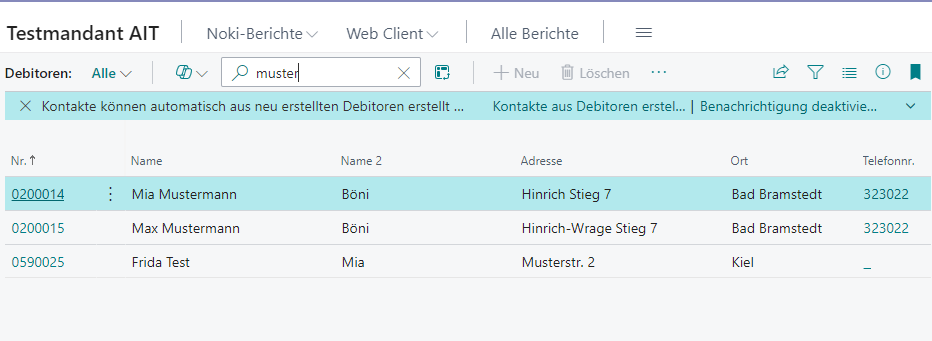 Testmandant AIT Noki-Berichte Web Client Alle Berichte
Debitoren: Alle muster Neu Löschen ...
Kontakte können automatisch aus neu erstellten Debitoren erstellt ... Kontakte aus Debitoren erstel... | Benachrichtigung deaktivie...
Nr. ↑ Name Name 2 Adresse Ort Telefonnr.
0200014 Mia Mustermann Böni Hinrich Stieg 7 Bad Bramstedt 323022
0200015 Max Mustermann Böni Hinrich-Wrage Stieg 7 Bad Bramstedt 323022
0590025 Frida Test Mia Musterstr. 2 Kiel _